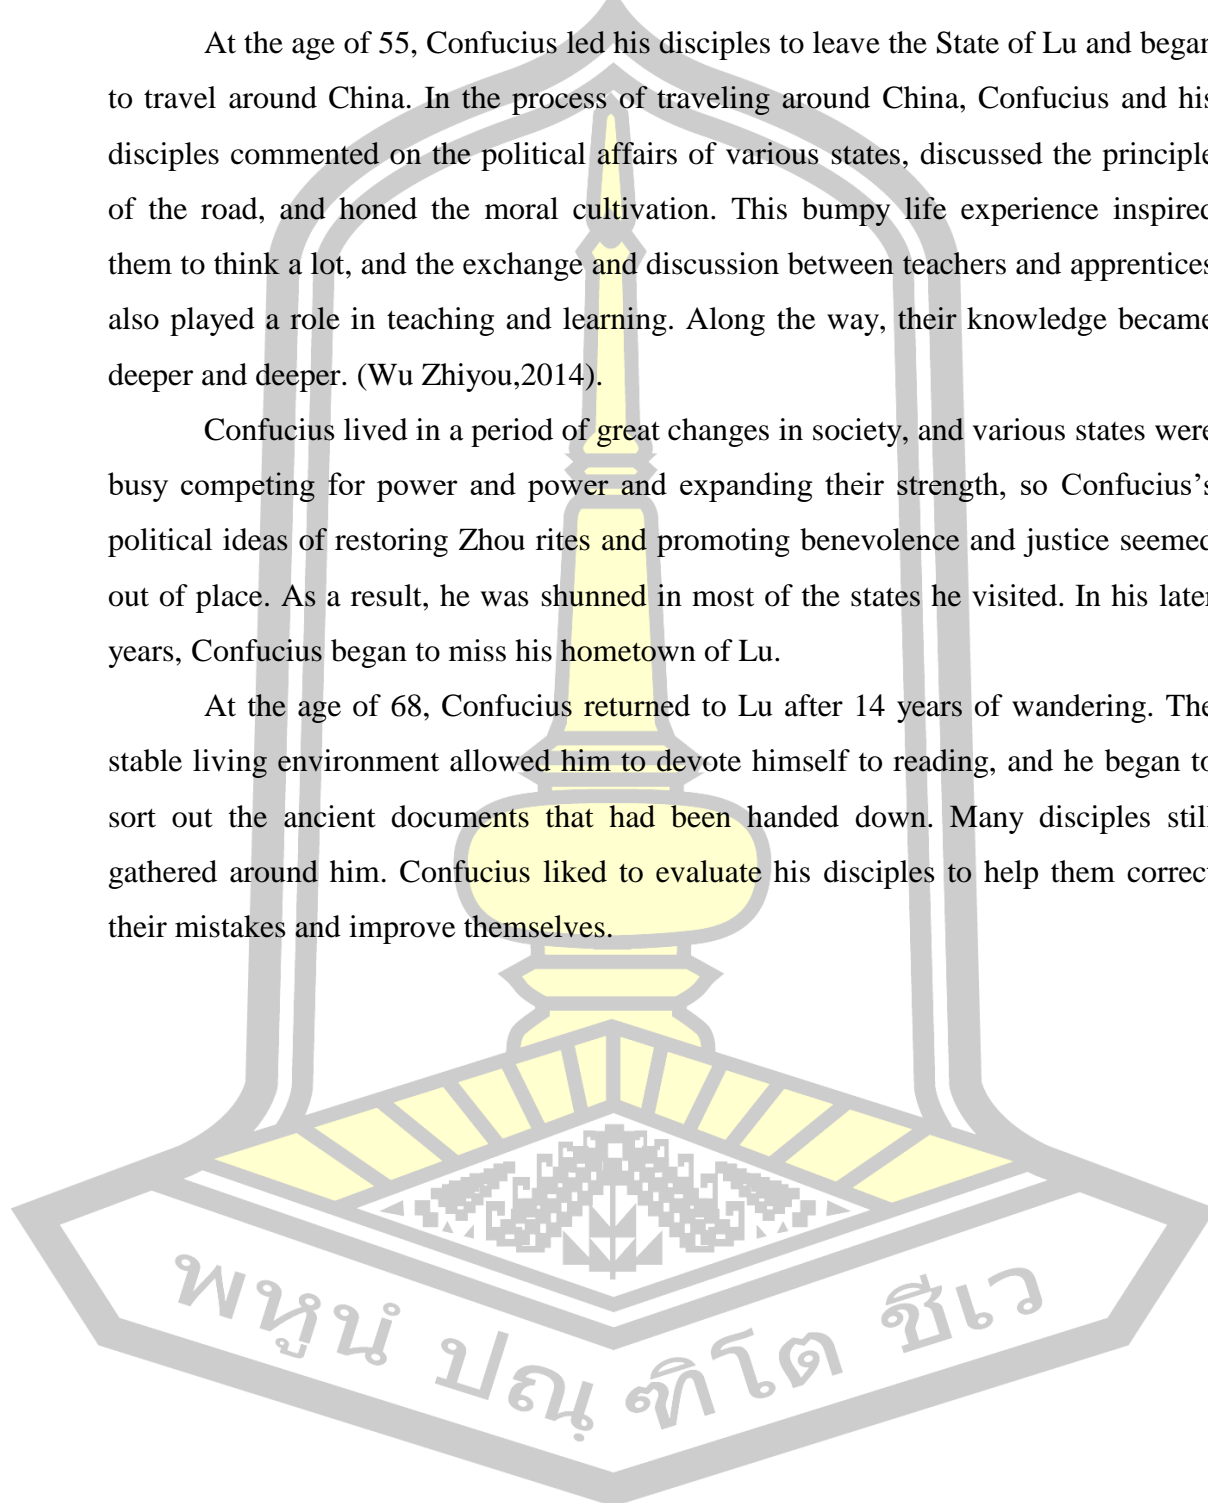 At the age of 55, Confucius led his disciples to leave the State of Lu and began
to travel around China. In the process of traveling around China, Confucius and his
disciples commented on the political affairs of various states, discussed the principle
of the road, and honed the moral cultivation. This bumpy life experience inspired
them to think a lot, and the exchange and discussion between teachers and apprentices
also played a role in teaching and learning. Along the way, their knowledge became
deeper and deeper. (Wu Zhiyou,2014).
Confucius lived in a period of great changes in society, and various states were
busy competing for power and power and expanding their strength, so Confucius’s
political ideas of restoring Zhou rites and promoting benevolence and justice seemed
out of place. As a result, he was shunned in most of the states he visited. In his later
years, Confucius began to miss his hometown of Lu.
At the age of 68, Confucius returned to Lu after 14 years of wandering. The
stable living environment allowed him to devote himself to reading, and he began to
sort out the ancient documents that had been handed down. Many disciples still
gathered around him. Confucius liked to evaluate his disciples to help them correct
their mistakes and improve themselves.
พหูนํ ปณฺฑิโต ชีเว